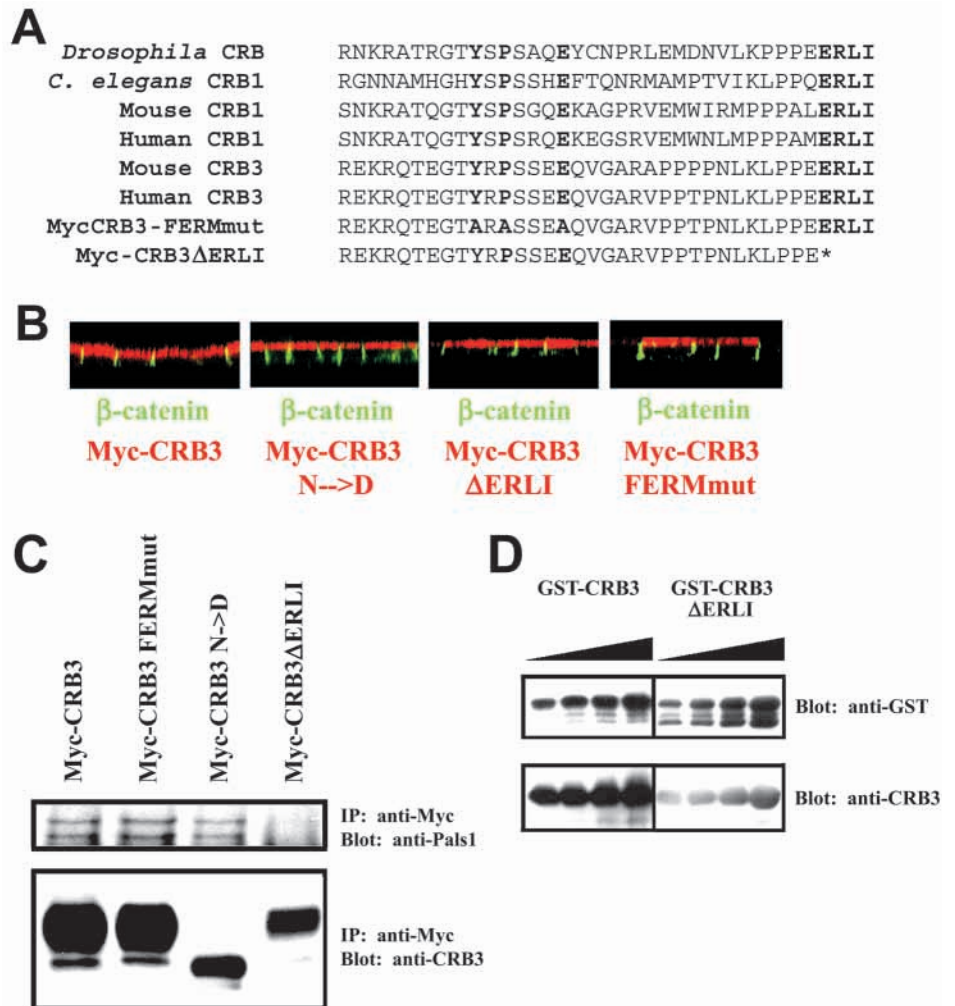 A
Drosophila CRB RNKRATRGTYSPSAQEYCNPRLEMDNVLKPPPEERLI
C. elegans CRB1 RGNNAMHGHYSPSSHEFTQNRMAMPTVIKLPPQERLI
Mouse CRB1 SNKRATQGTYSPSGQEKAGPRVEMWIRMPPPALERLI
Human CRB1 SNKRATQGTYSPSRQEKEGSRVEMWNLMPPPAMERLI
Mouse CRB3 REKRQTEGTYRPSSEEQVGARAPPPPNLKLPPEERLI
Human CRB3 REKRQTEGTYRPSSEEQVGARVPPTPNLKLPPEERLI
MycCRB3-FERMmut REKRQTEGTARASSEAQVGARVPPTPNLKLPPEERLI
Myc-CRB3ΔERLI REKRQTEGTYRPSSEEQVGARVPPTPNLKLPPE*
B
β-catenin β-catenin β-catenin β-catenin
Myc-CRB3 Myc-CRB3 Myc-CRB3 Myc-CRB3
N-->D ΔERLI FERMmut
C
Myc-CRB3
Myc-CRB3 FERMmut
Myc-CRB3 N->D
Myc-CRB3ΔERLI
IP: anti-Myc
Blot: anti-Pals1
IP: anti-Myc
Blot: anti-CRB3
D
GST-CRB3 GST-CRB3
ΔERLI
Blot: anti-GST
Blot: anti-CRB3